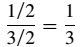 1/2
3/2 = 1
3